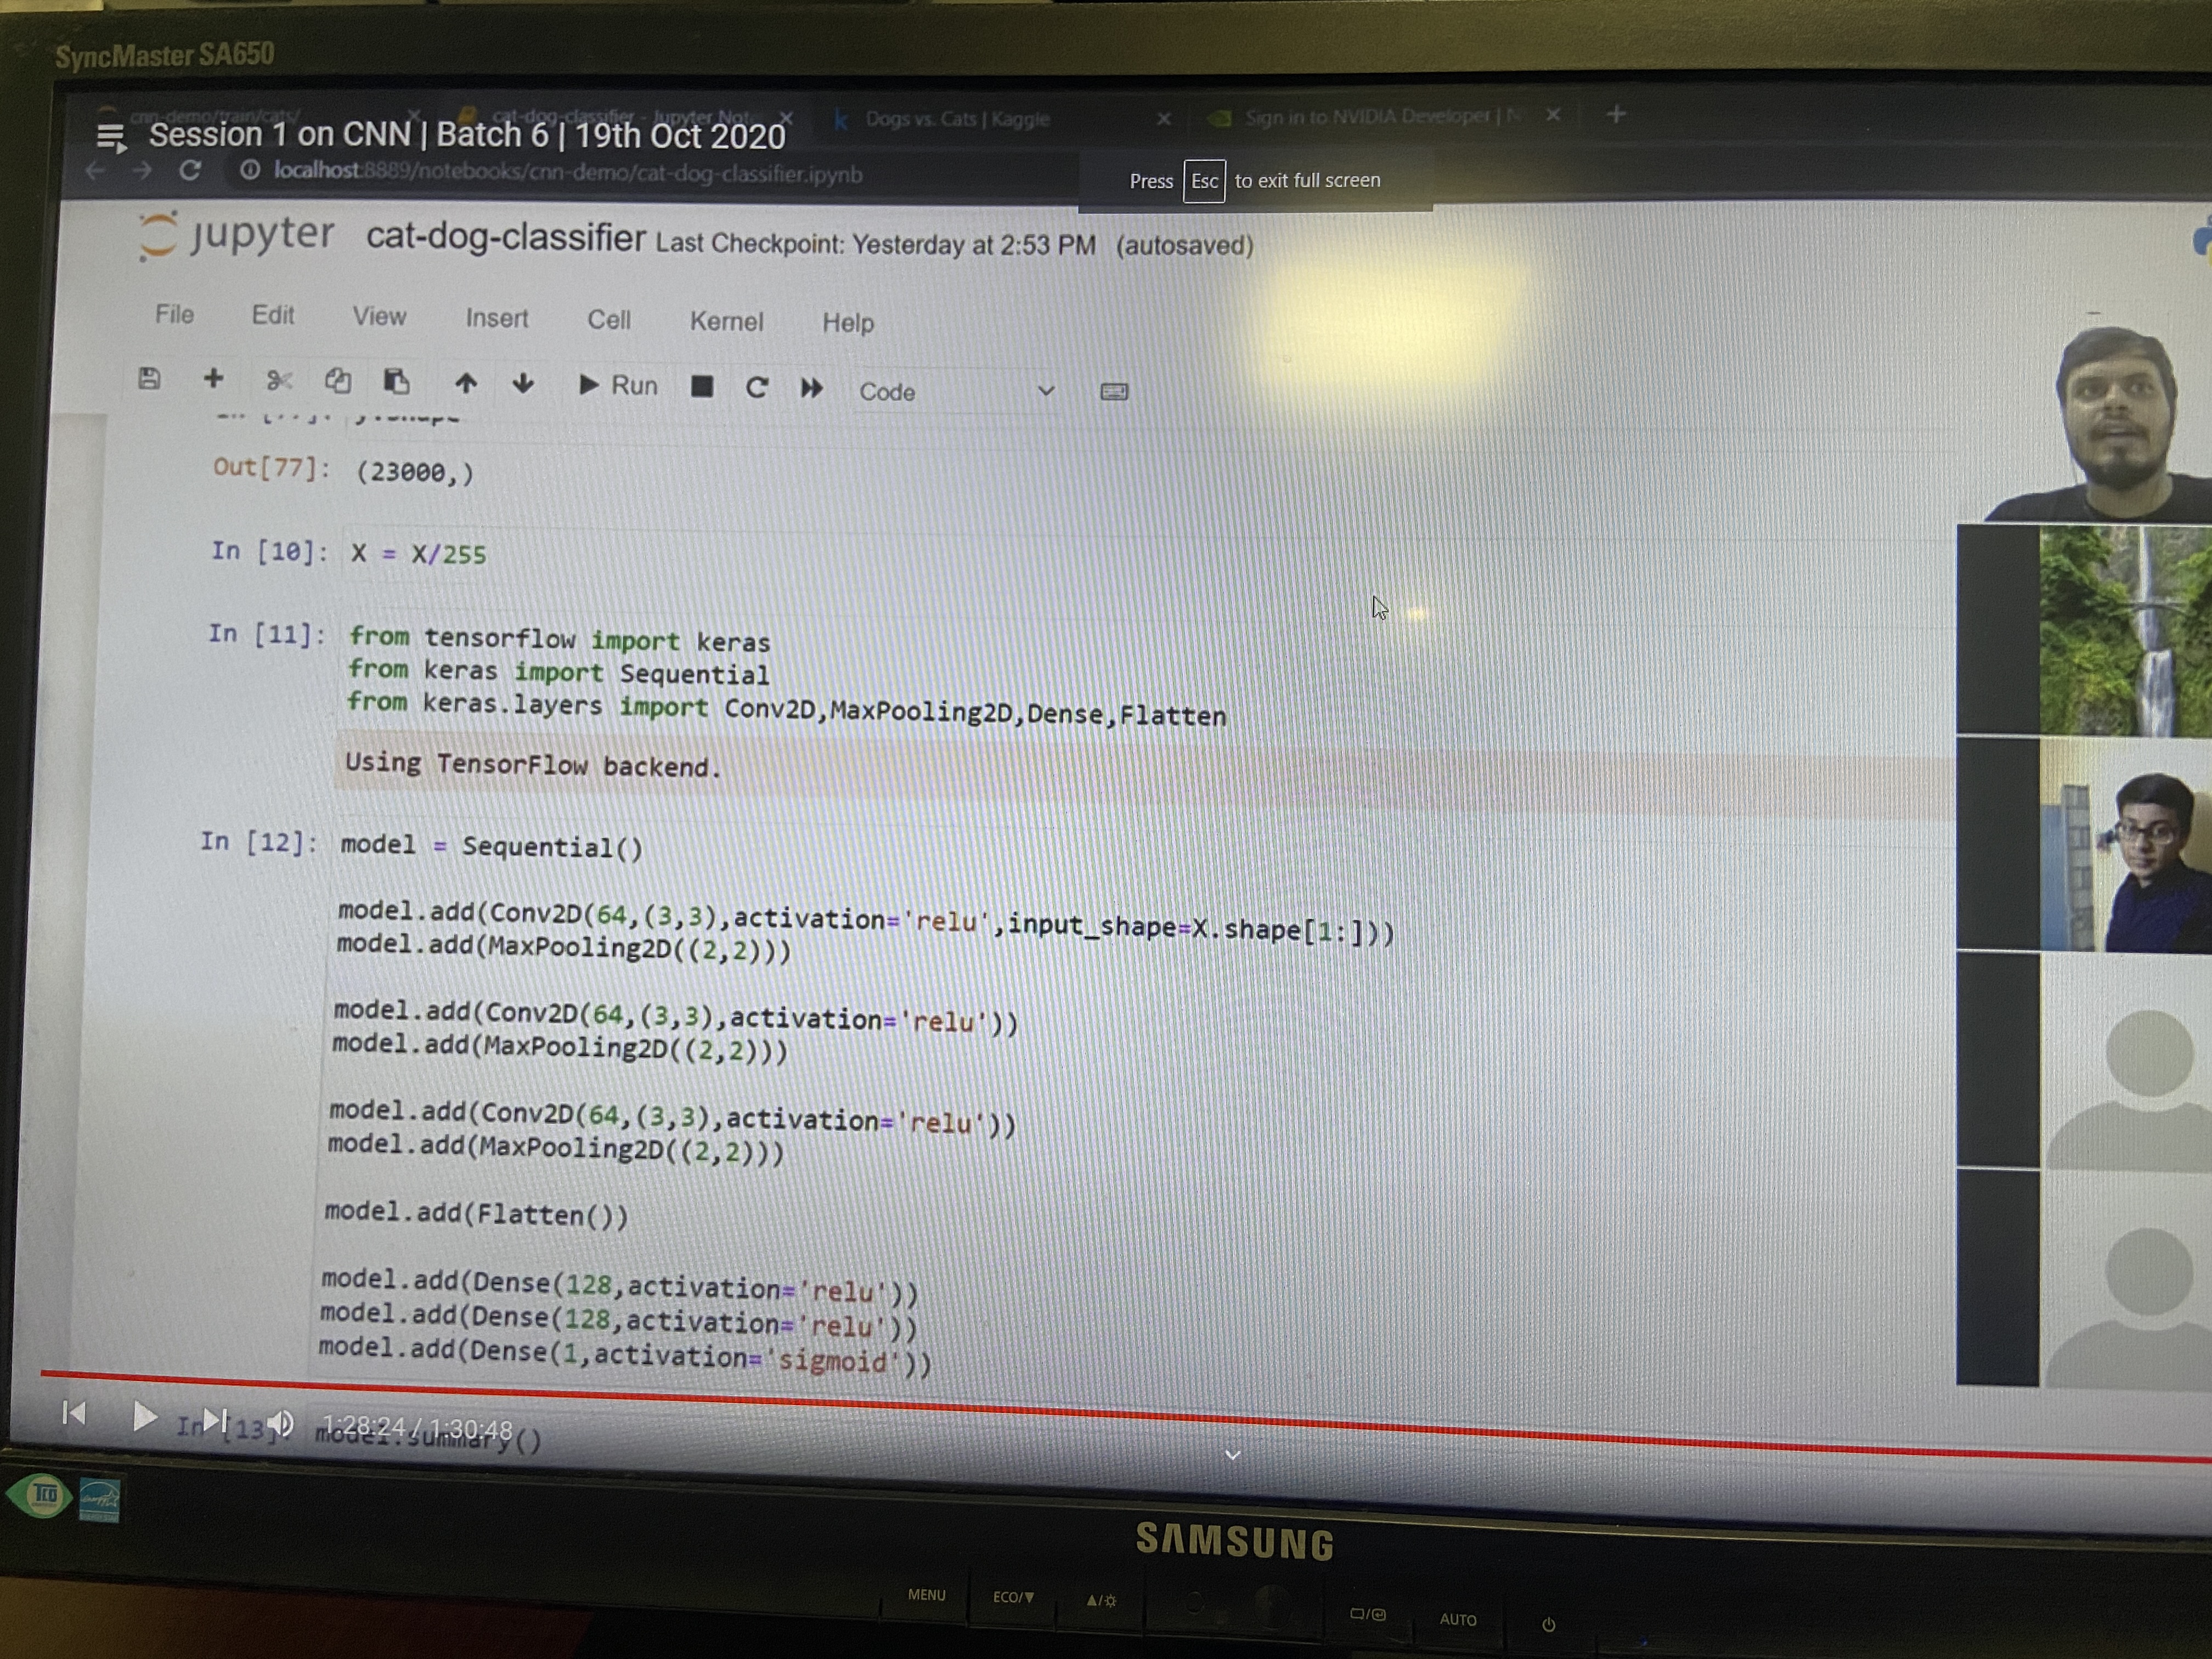 SyncMaster SA650
cnn-demo/train/cats/
cat-dog-classifier - Jupyter Note
Dogs vs. Cats | Kaggle
Sign in to NVIDIA Developer | N
Session 1 on CNN | Batch 6 | 19th Oct 2020
localhost:8889/notebooks/cnn-demo/cat-dog-classifier.ipynb
Press Esc to exit full screen
jupyter cat-dog-classifier Last Checkpoint: Yesterday at 2:53 PM (autosaved)
File Edit View Insert Cell Kernel Help
Run Code
Out[77]: (23000,)
In [10]: X = X/255
In [11]: from tensorflow import keras
from keras import Sequential
from keras.layers import Conv2D,MaxPooling2D,Dense,Flatten
Using TensorFlow backend.
In [12]: model = Sequential()
model.add(Conv2D(64,(3,3),activation='relu',input_shape=X.shape[1:]))
model.add(MaxPooling2D((2,2)))
model.add(Conv2D(64,(3,3),activation='relu'))
model.add(MaxPooling2D((2,2)))
model.add(Conv2D(64,(3,3),activation='relu'))
model.add(MaxPooling2D((2,2)))
model.add(Flatten())
model.add(Dense(128,activation='relu'))
model.add(Dense(128,activation='relu'))
model.add(Dense(1,activation='sigmoid'))
1:28:24 / 1:30:48
In [13]: model.summary()
TCO
SAMSUNG
MENU ECO/▼ ▲/☼ AUTO